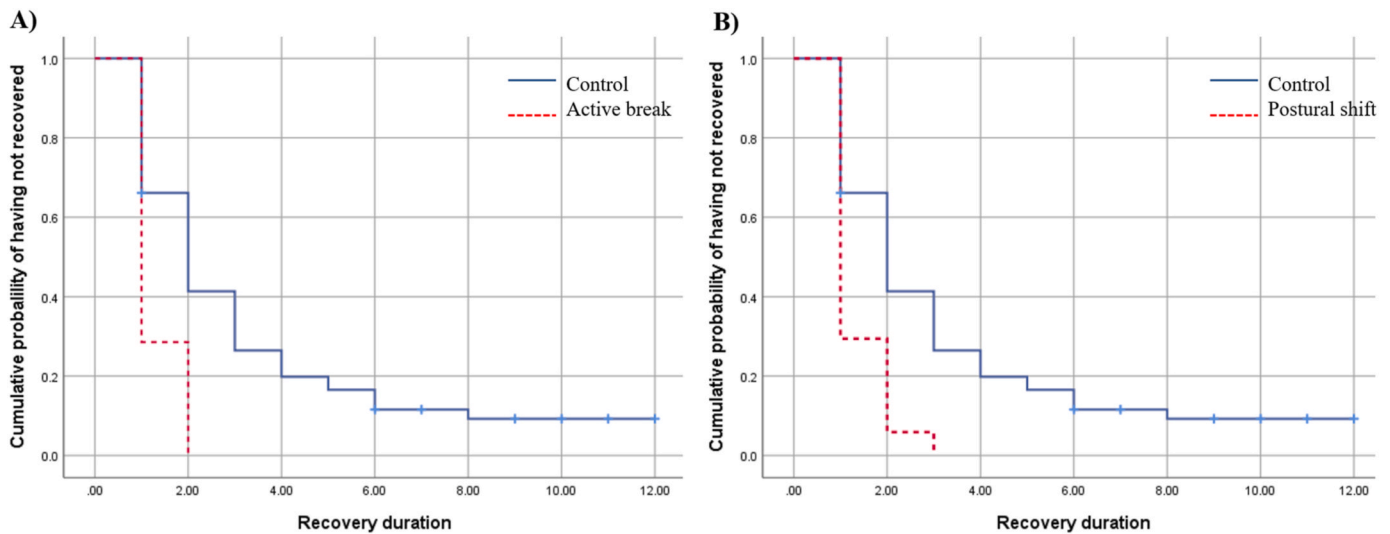 A)
Cumulative probability of having not recovered
1.0
0.8
0.6
0.4
0.2
0.0
Control
Active break
.00 2.00 4.00 6.00 8.00 10.00 12.00
Recovery duration
B)
Cumulative probability of having not recovered
1.0
0.8
0.6
0.4
0.2
0.0
Control
Postural shift
.00 2.00 4.00 6.00 8.00 10.00 12.00
Recovery duration